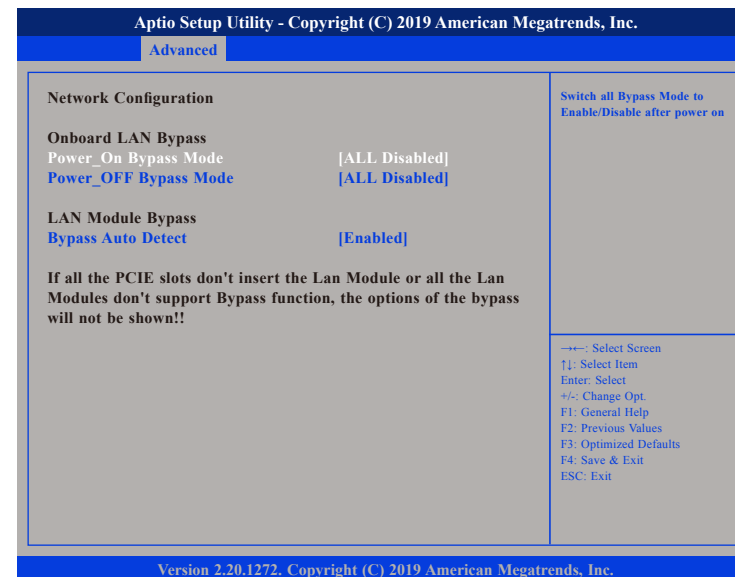 Aptio Setup Utility - Copyright (C) 2019 American Megatrends, Inc.
Advanced
Network Configuration
Onboard LAN Bypass
Power_On Bypass Mode [ALL Disabled]
Power_OFF Bypass Mode [ALL Disabled]
LAN Module Bypass
Bypass Auto Detect [Enabled]
If all the PCIE slots don't insert the Lan Module or all the Lan
Modules don't support Bypass function, the options of the bypass
will not be shown!!
Switch all Bypass Mode to
Enable/Disable after power on
→←: Select Screen
↑↓: Select Item
Enter: Select
+/-: Change Opt.
F1: General Help
F2: Previous Values
F3: Optimized Defaults
F4: Save & Exit
ESC: Exit
Version 2.20.1272. Copyright (C) 2019 American Megatrends, Inc.